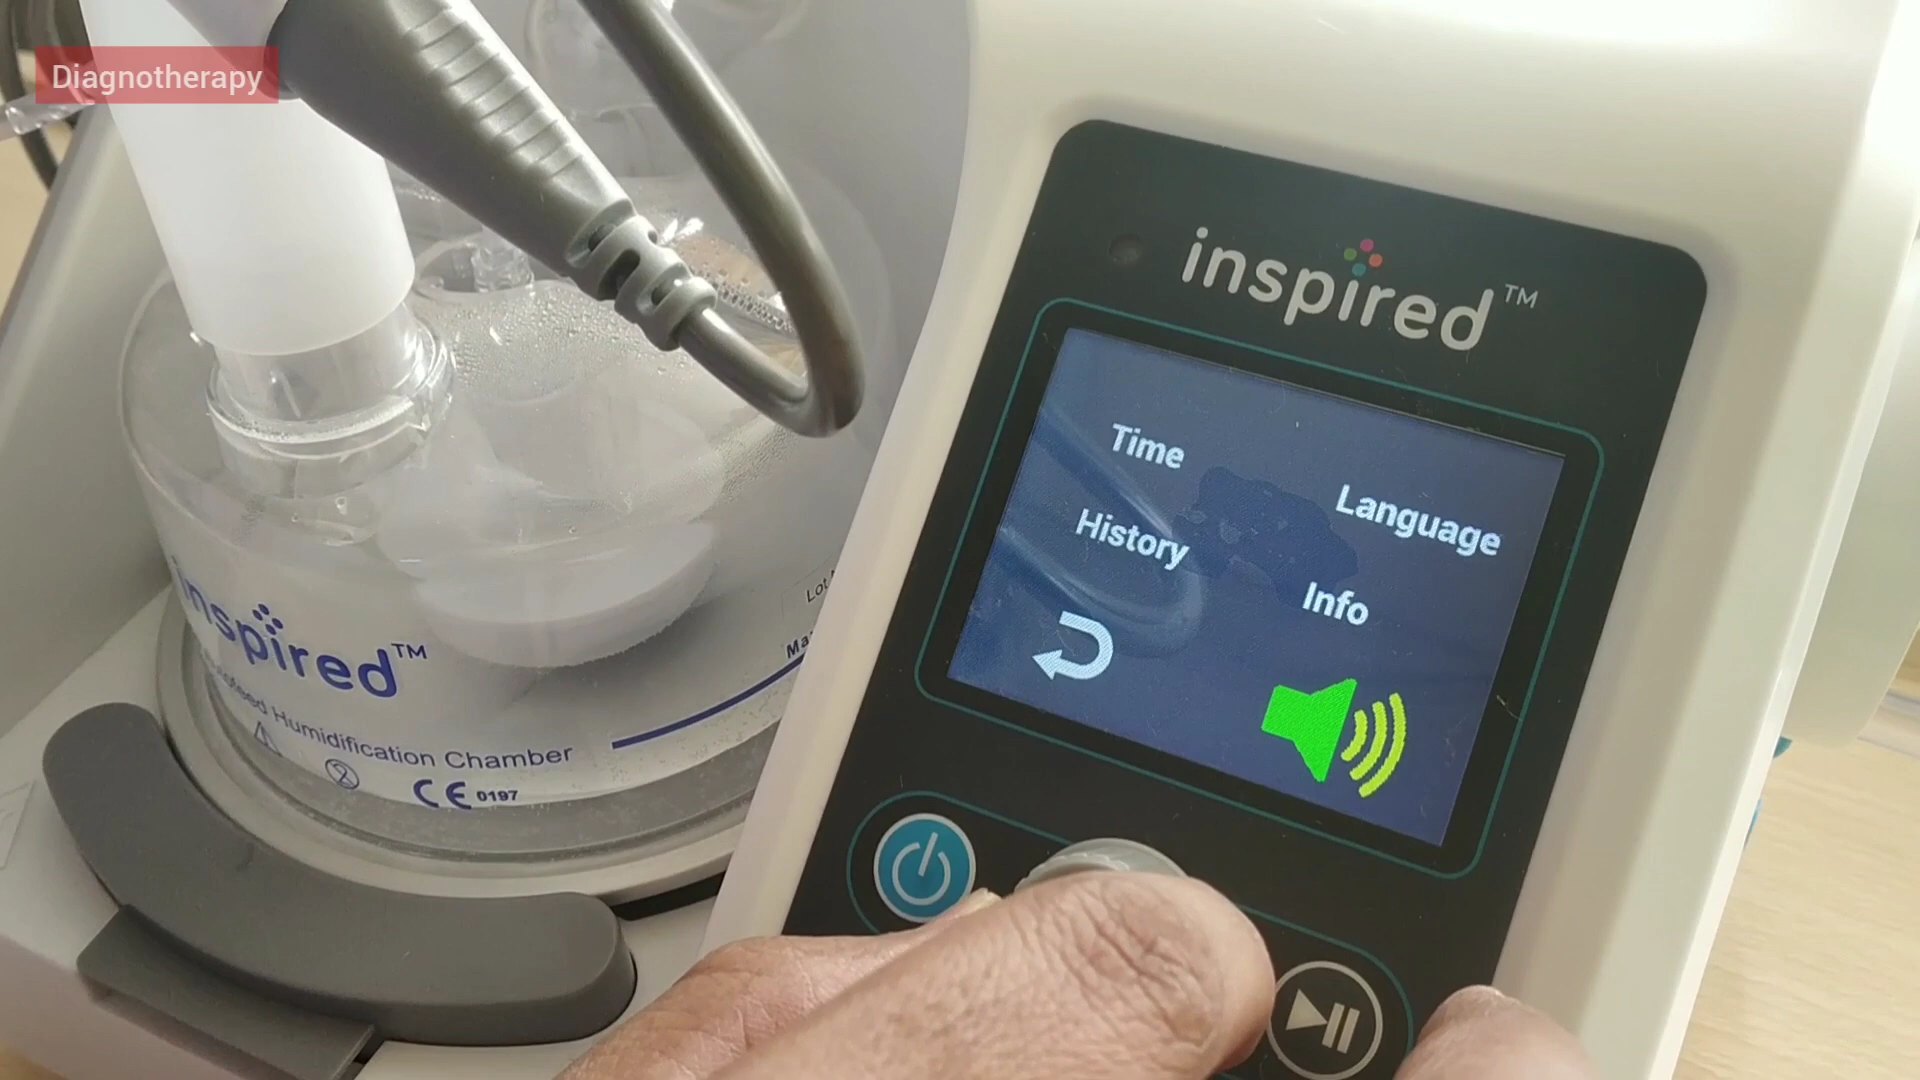 Diagnotherapy
inspired™
Time
Language
History
Info
inspired™
Humidification Chamber
CE 0197